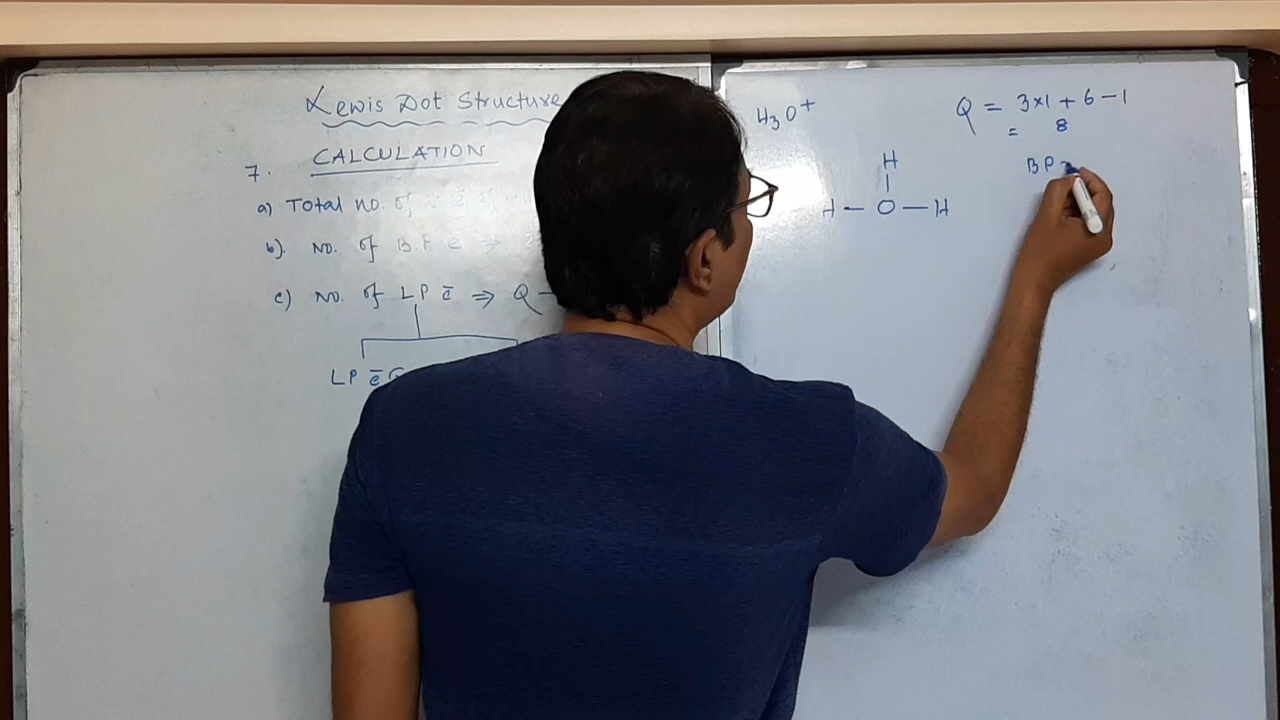 Lewis Dot Structure
7. CALCULATION
a) Total no. of
b). No. of B.P ē →
c) No. of LP ē ⇒ Q -
LP ē
H3O+
H
|
H — O — H
Q = 3×1 + 6 - 1
= 8
BP =